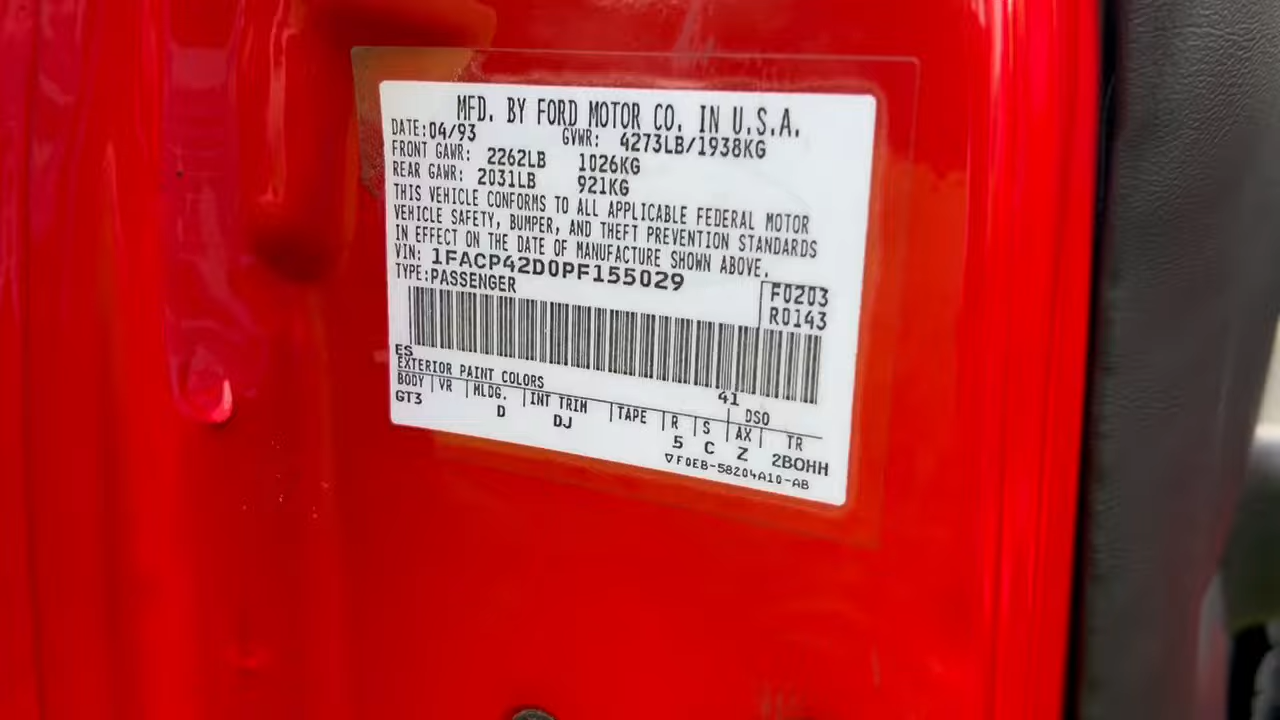 MFD. BY FORD MOTOR CO. IN U.S.A.
DATE: 04/93 GVWR: 4273LB/1938KG
FRONT GAWR: 2262LB 1026KG
REAR GAWR: 2031LB 921KG
THIS VEHICLE CONFORMS TO ALL APPLICABLE FEDERAL MOTOR
VEHICLE SAFETY, BUMPER, AND THEFT PREVENTION STANDARDS
IN EFFECT ON THE DATE OF MANUFACTURE SHOWN ABOVE.
VIN: 1FACP42D0PF155029
TYPE: PASSENGER
F0203
R0143
ES
EXTERIOR PAINT COLORS 41 DSO
BODY VR MLDG. INT TRIM TAPE R S AX TR
GT3 D DJ 5 C Z 2BOHH
▽F0EB-58204A10-AB